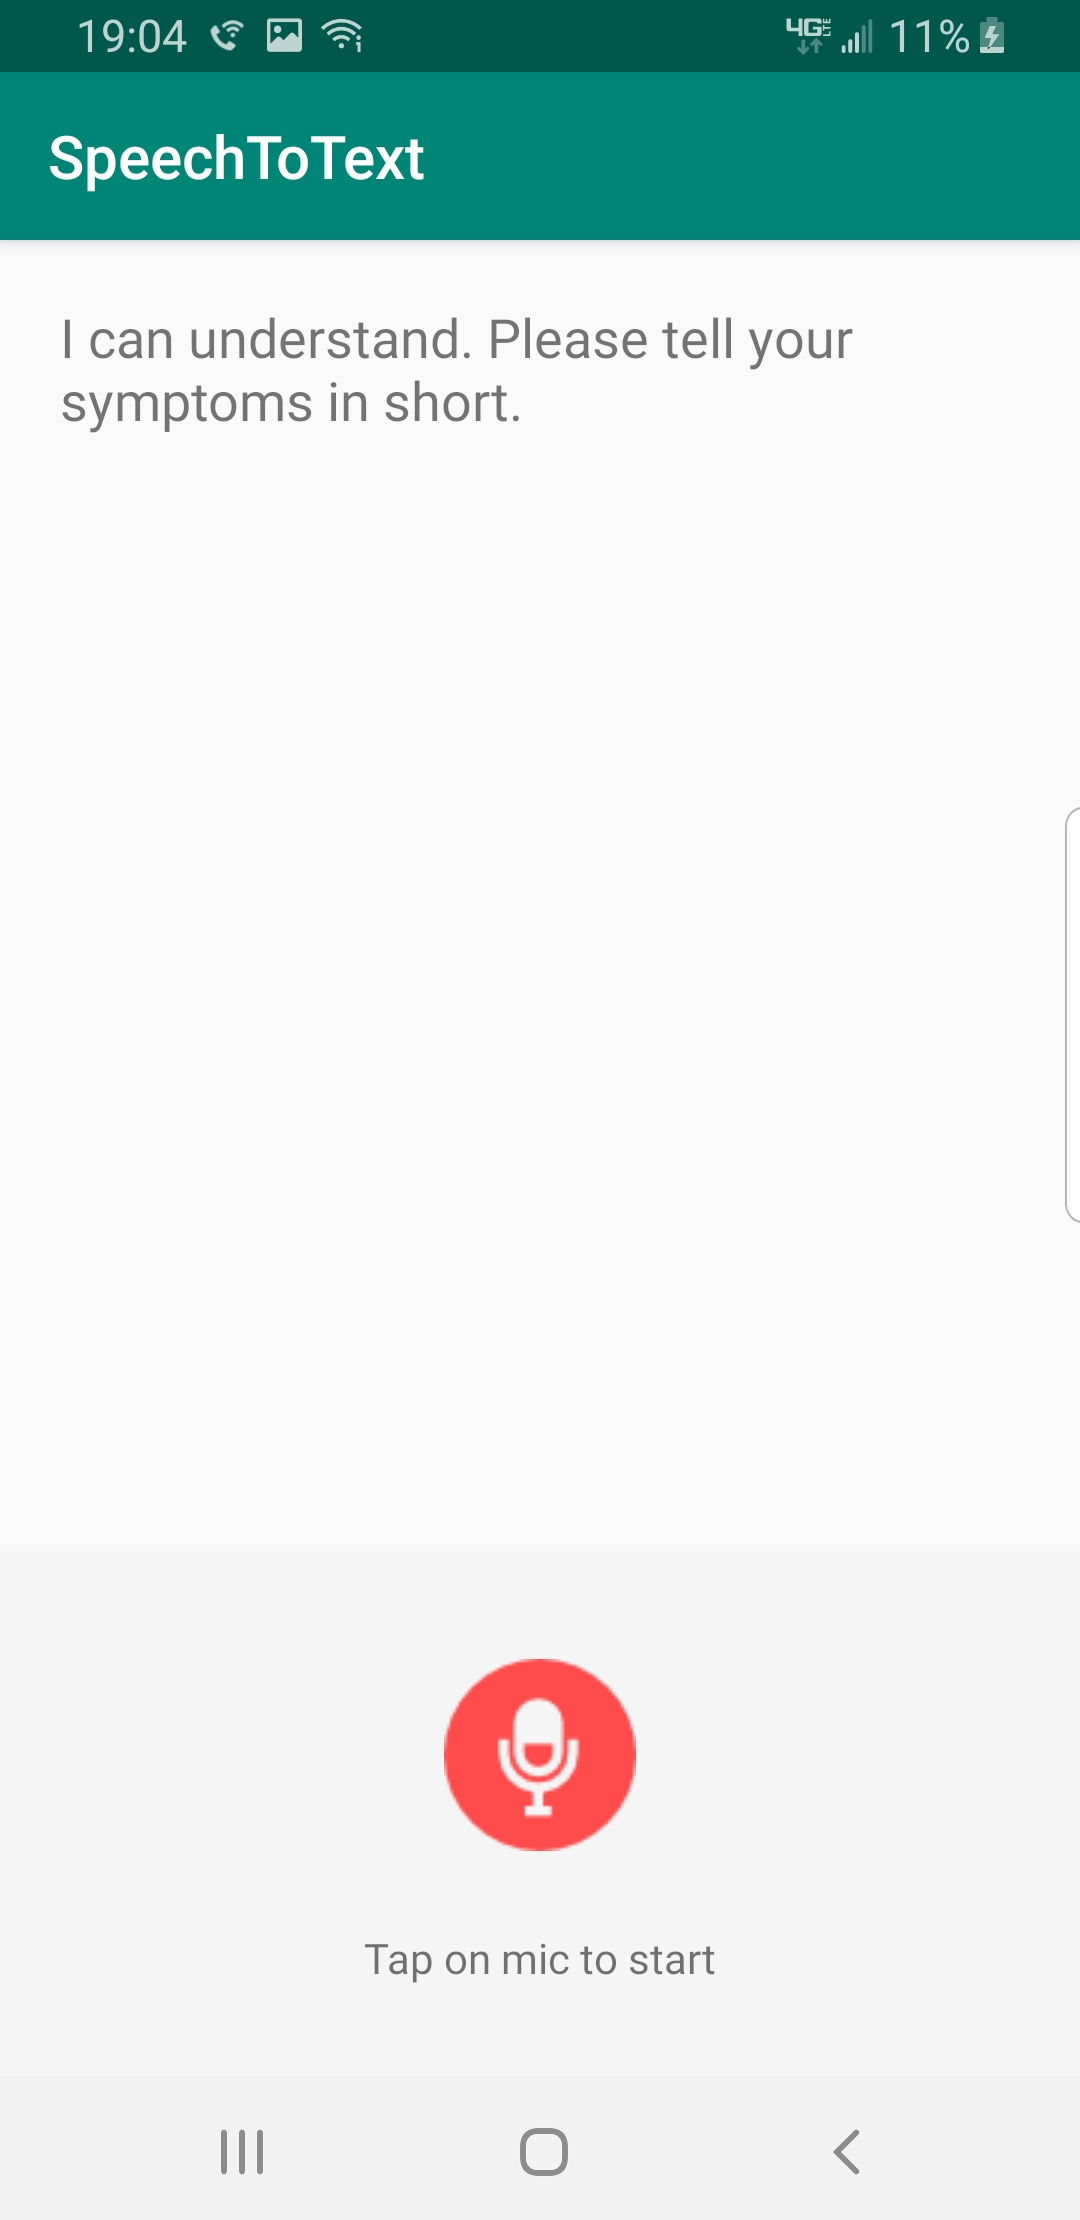 19:04
4G LTE 11%
SpeechToText
I can understand. Please tell your
symptoms in short.
Tap on mic to start